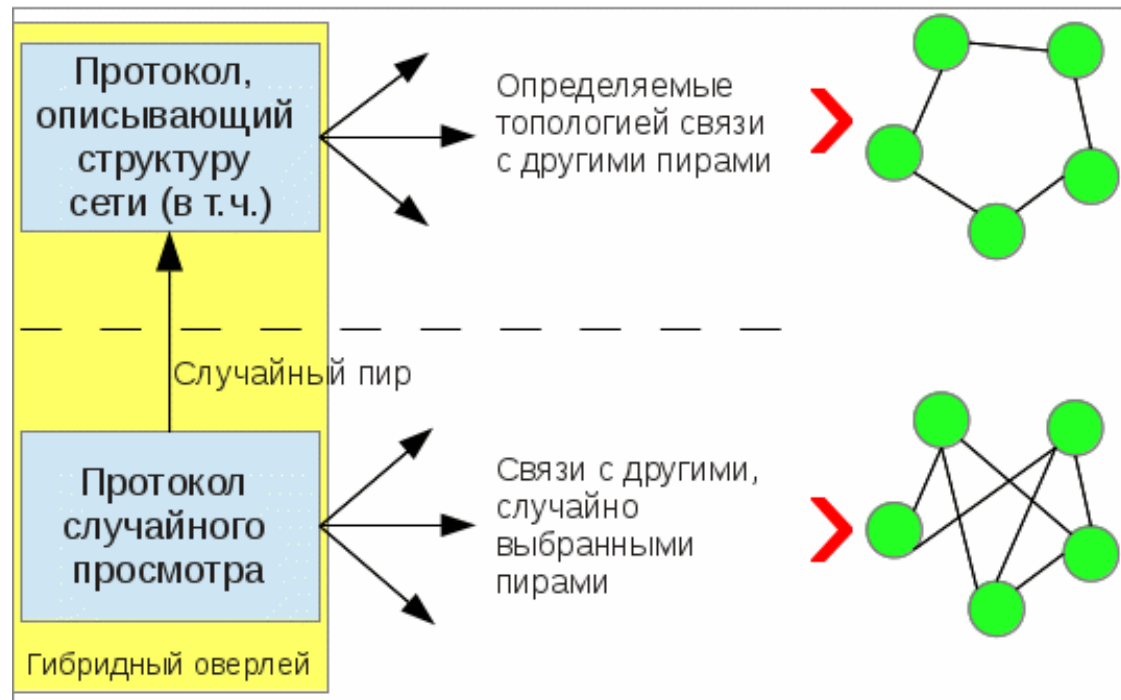 Протокол,
описывающий
структуру
сети (в т.ч.)
Определяемые
топологией связи
с другими пирами
Случайный пир
Протокол
случайного
просмотра
Связи с другими,
случайно
выбранными
пирами
Гибридный оверлей